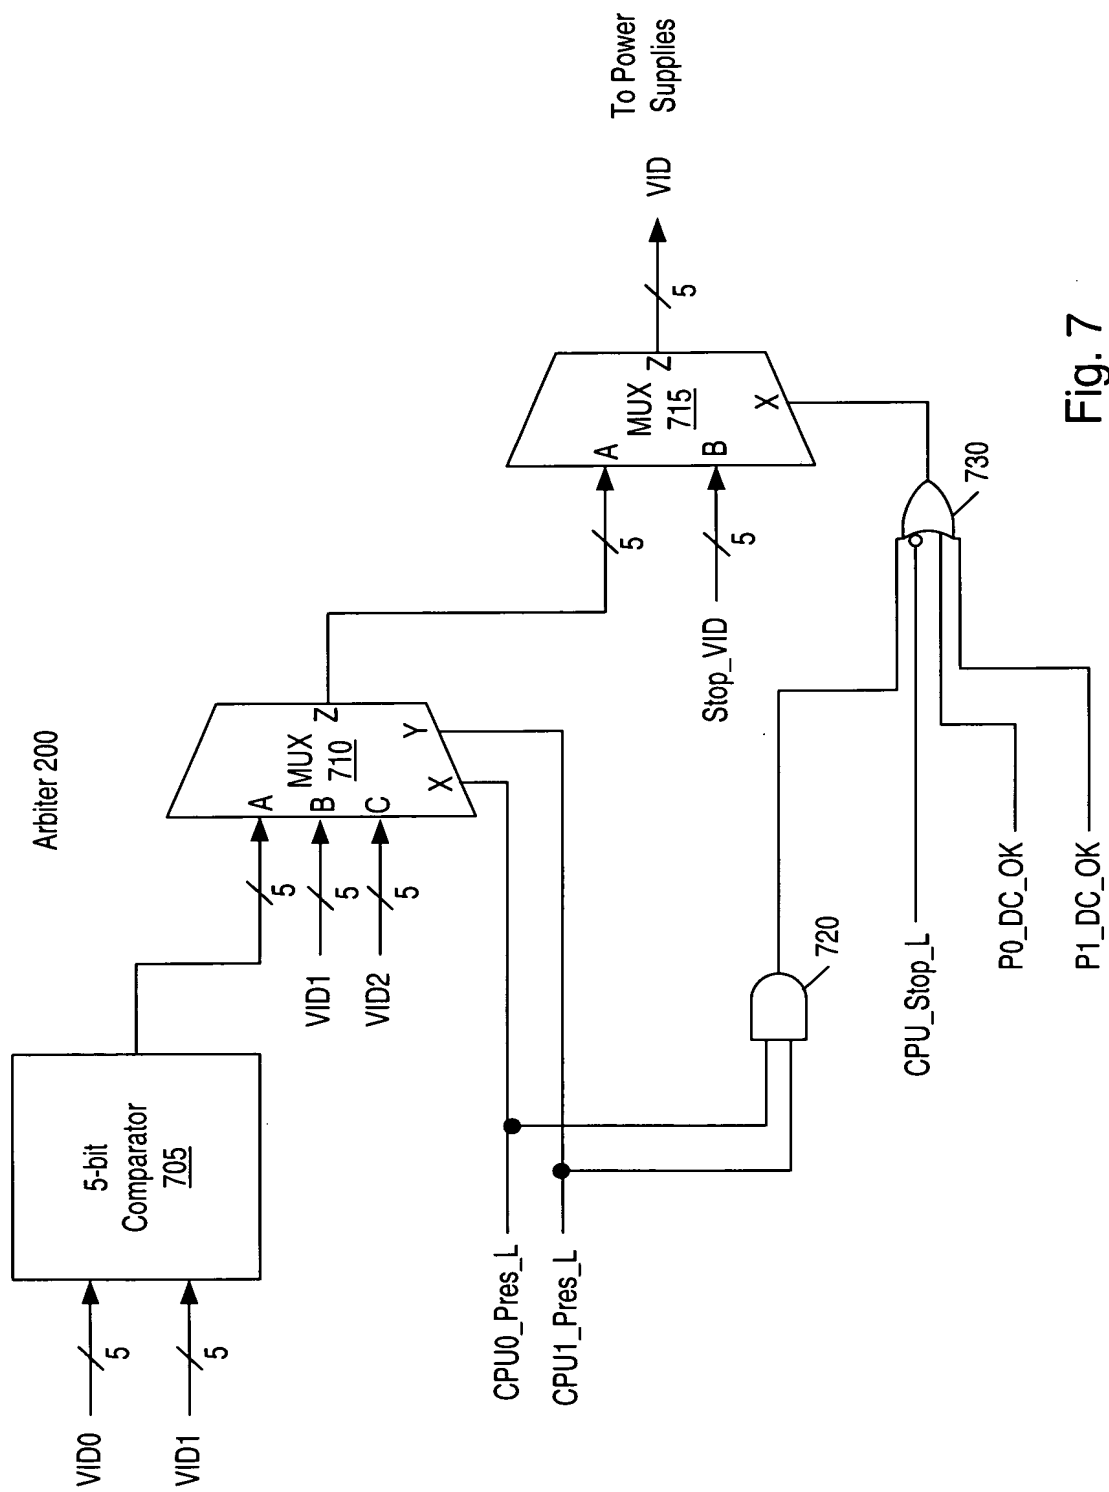 Arbiter 200
VID0
5
VID1
5
5-bit
Comparator
705
5
VID1
5
VID2
5
A
B
C
MUX
710
Z
X
Y
CPU0_Pres_L
CPU1_Pres_L
720
5
Stop_VID
5
A
B
MUX
715
Z
X
5
VID
To Power
Supplies
CPU_Stop_L
P0_DC_OK
P1_DC_OK
730
Fig. 7